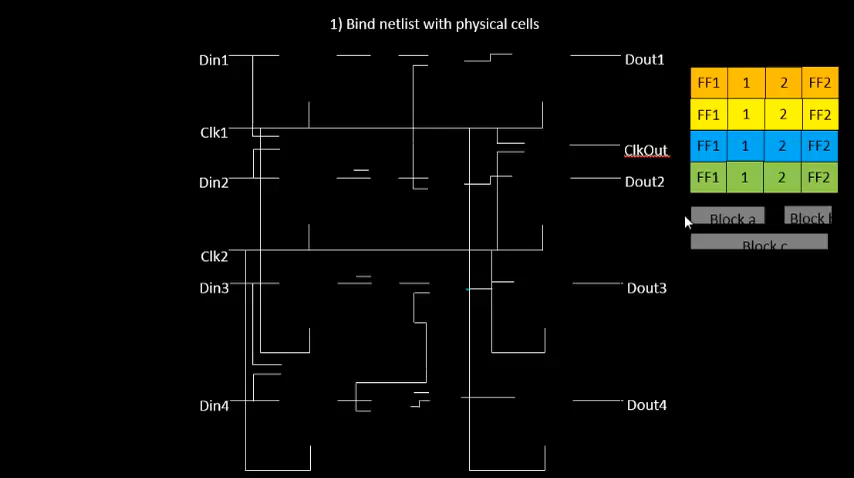 1) Bind netlist with physical cells
Din1
Dout1
FF1 1 2 FF2
FF1 1 2 FF2
Clk1
ClkOut
FF1 1 2 FF2
Din2
Dout2
FF1 1 2 FF2
Block a
Block
Block c
Clk2
Din3
Dout3
Din4
Dout4